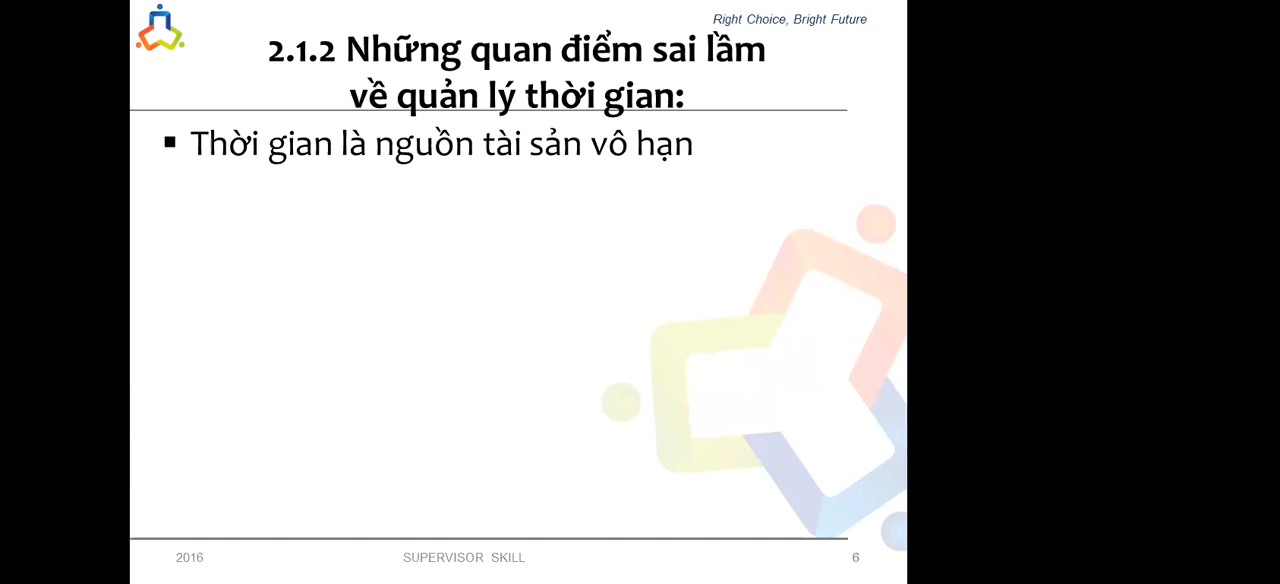 Right Choice, Bright Future
2.1.2 Những quan điểm sai lầm
về quản lý thời gian:
▪ Thời gian là nguồn tài sản vô hạn
2016 SUPERVISOR SKILL 6